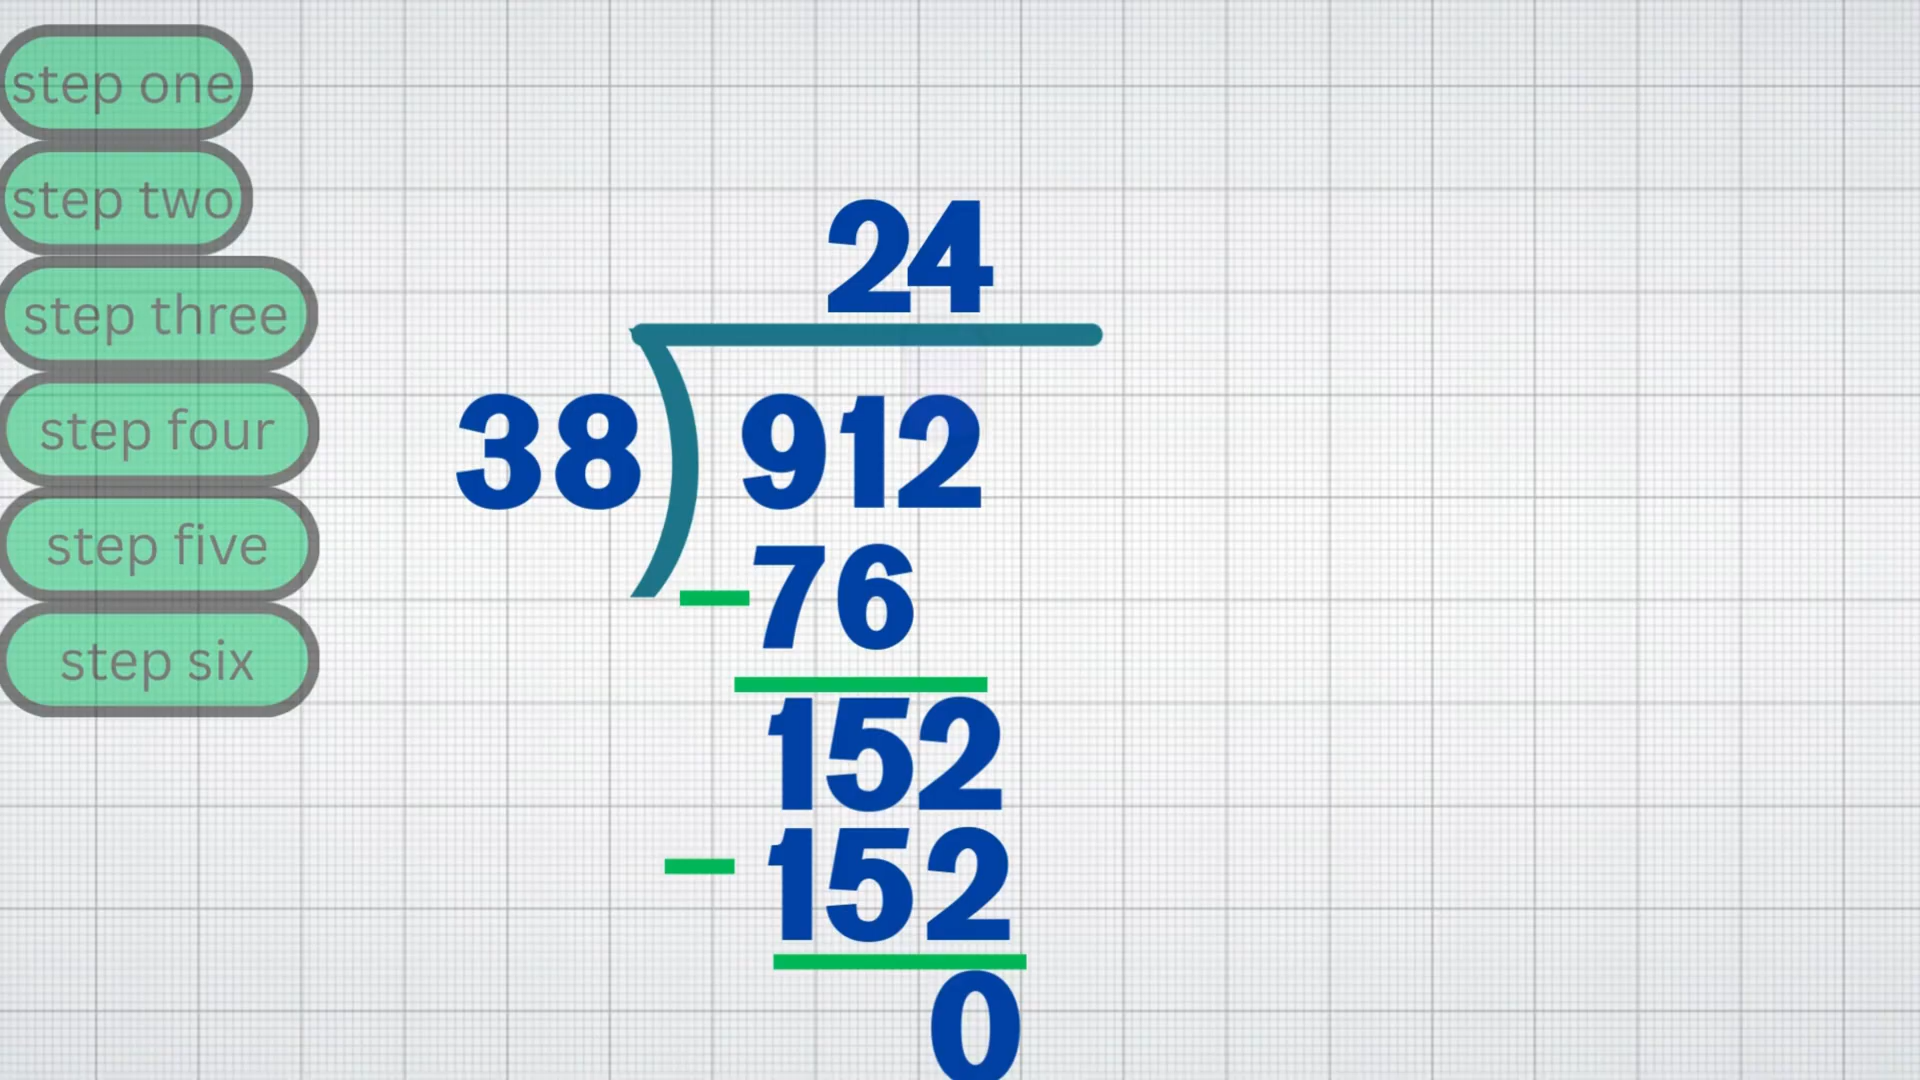 step one
step two
step three
step four
step five
step six
24
38 912
−76
152
−152
0